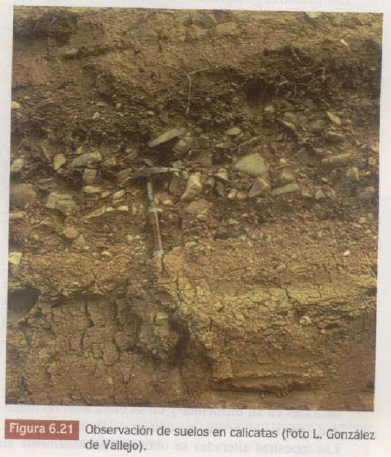 Figura 6.21 Observación de suelos en calicatas (foto L. González
de Vallejo).